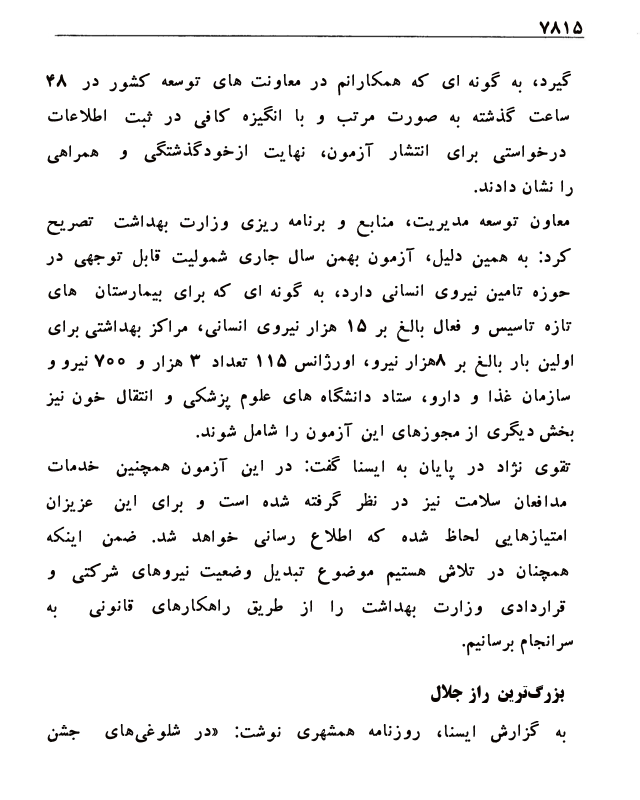 ۷۸۱۵
گیرد، به گونه ای که همکارانم در معاونت های توسعه کشور در ۴۸
ساعت گذشته به صورت مرتب و با انگیزه کافی در ثبت اطلاعات
درخواستی برای انتشار آزمون، نهایت ازخودگذشتگی و همراهی
را نشان دادند.
معاون توسعه مدیریت، منابع و برنامه ریزی وزارت بهداشت تصریح
کرد: به همین دلیل، آزمون بهمن سال جاری شمولیت قابل توجهی در
حوزه تامین نیروی انسانی دارد، به گونه ای که برای بیمارستان های
تازه تاسیس و فعال بالغ بر ۱۵ هزار نیروی انسانی، مراکز بهداشتی برای
اولین بار بالغ بر ۸هزار نیرو، اورژانس ۱۱۵ تعداد ۳ هزار و ۷۰۰ نیرو و
سازمان غذا و دارو، ستاد دانشگاه های علوم پزشکی و انتقال خون نیز
بخش دیگری از مجوزهای این آزمون را شامل شوند.
تقوی نژاد در پایان به ایسنا گفت: در این آزمون همچنین خدمات
مدافعان سلامت نیز در نظر گرفته شده است و برای این عزیزان
امتیازهایی لحاظ شده که اطلاع رسانی خواهد شد. ضمن اینکه
همچنان در تلاش هستیم موضوع تبدیل وضعیت نیروهای شرکتی و
قراردادی وزارت بهداشت را از طریق راهکارهای قانونی به
سرانجام برسانیم.
بزرگ‌ترین راز جلال
به گزارش ایسنا، روزنامه همشهری نوشت: «در شلوغی‌های جشن